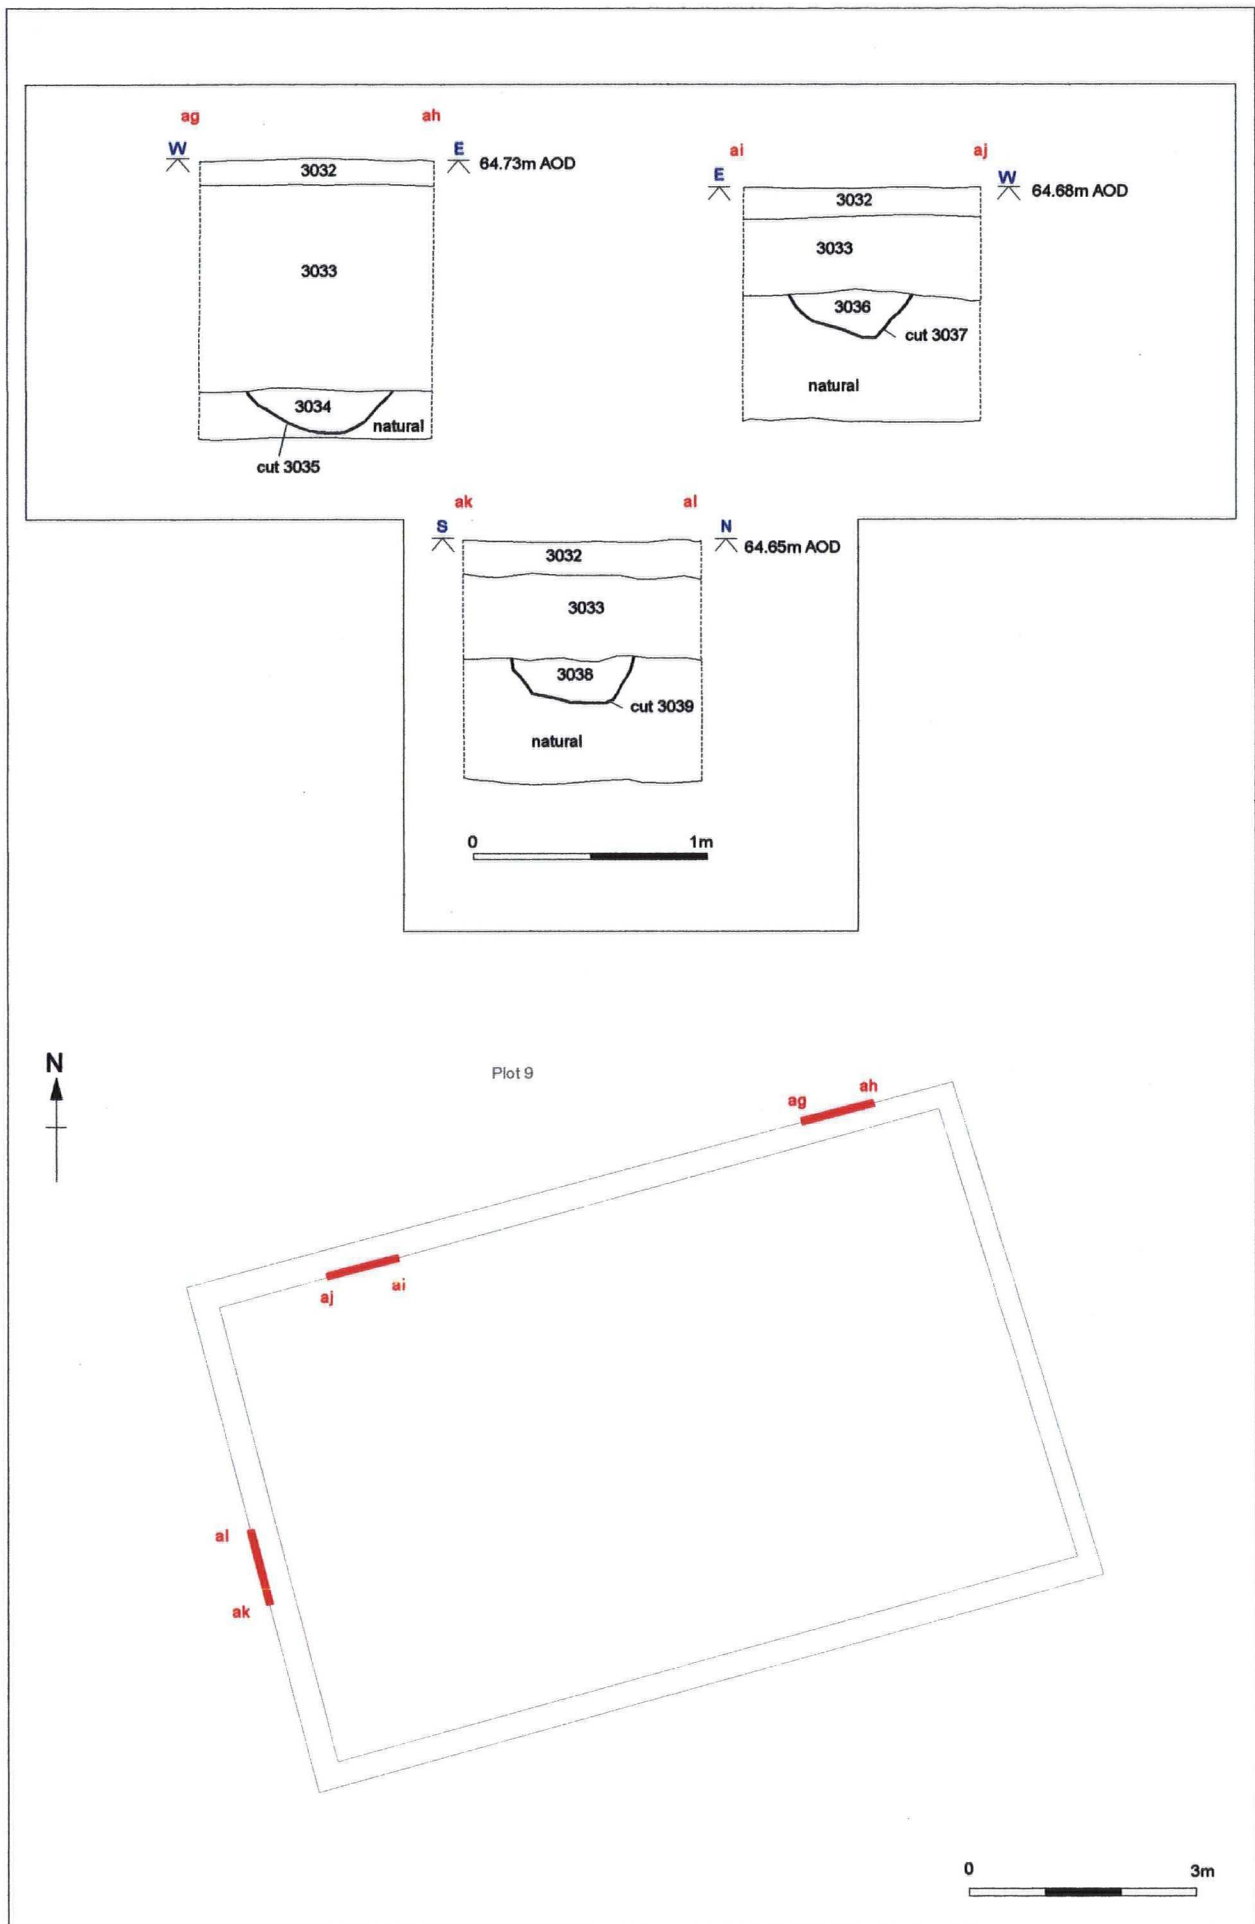 ag ah
W E 64.73m AOD
3032
3033
3034
natural
cut 3035
ai aj
E W 64.68m AOD
3032
3033
3036
cut 3037
natural
ak al
S N 64.65m AOD
3032
3033
3038
cut 3039
natural
0 1m
N
Plot 9
ag ah
aj ai
al
ak
0 3m